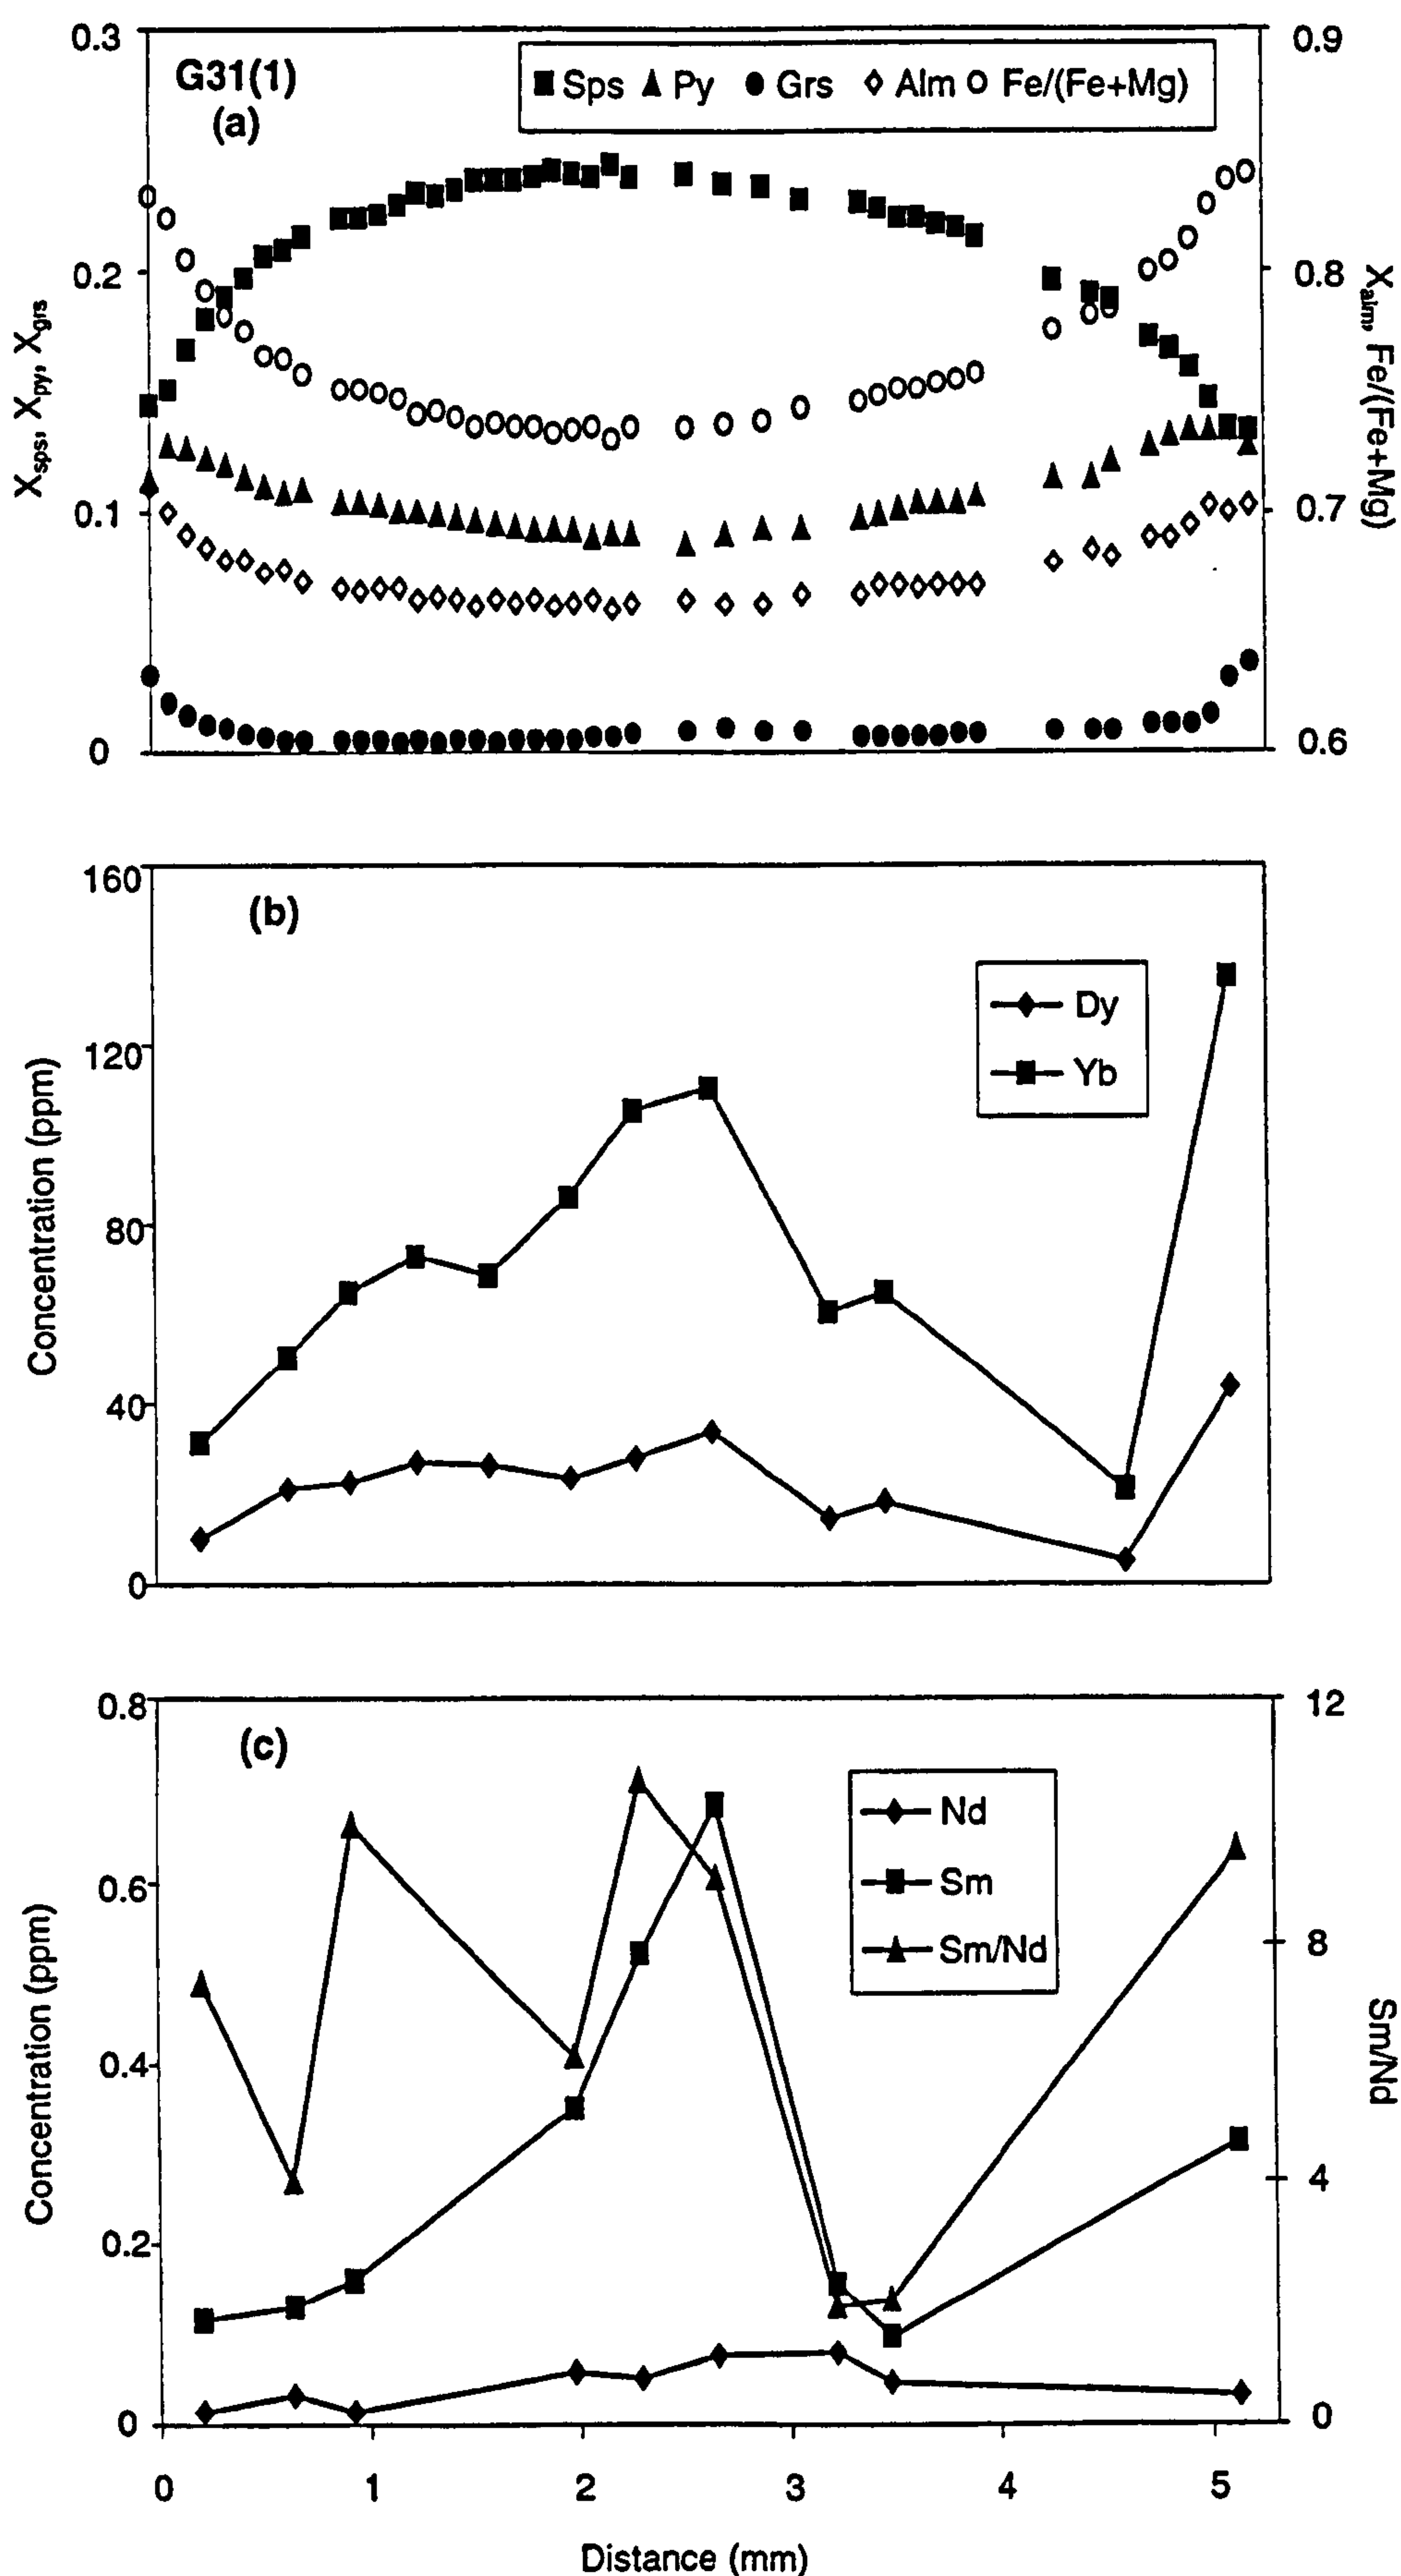 G31(1)
(a)
Sps Py Grs Alm Fe/(Fe+Mg)
0.3
0.2
0.1
0
Xsps, Xpy, Xgrs
0.9
0.8
0.7
0.6
Xalm, Fe/(Fe+Mg)
(b)
Dy
Yb
160
120
80
40
0
Concentration (ppm)
(c)
Nd
Sm
Sm/Nd
0.8
0.6
0.4
0.2
0
Concentration (ppm)
12
8
4
0
Sm/Nd
0 1 2 3 4 5
Distance (mm)